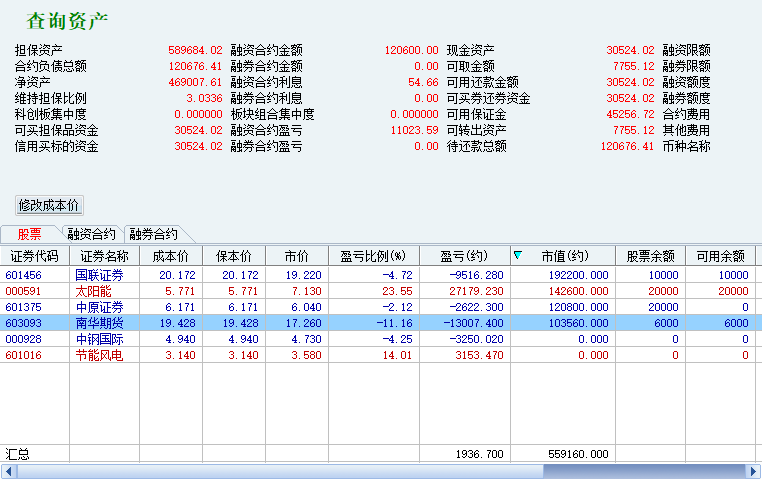 查询资产
担保资产 589684.02 融资合约金额 120600.00 现金资产 30524.02 融资限额
合约负债总额 120676.41 融券合约金额 0.00 可取金额 7755.12 融券限额
净资产 469007.61 融资合约利息 54.66 可用还款金额 30524.02 融资额度
维持担保比例 3.0336 融券合约利息 0.00 可买券还券资金 30524.02 融券额度
科创板集中度 0.000000 板块组合集中度 0.000000 可用保证金 45256.72 合约费用
可买担保品资金 30524.02 融资合约盈亏 11023.59 可转出资产 7755.12 其他费用
信用买标的资金 30524.02 融券合约盈亏 0.00 待还款总额 120676.41 币种名称
修改成本价
股票 融资合约 融券合约
证券代码 证券名称 成本价 保本价 市价 盈亏比例(%) 盈亏(约) 市值(约) 股票余额 可用余额
601456 国联证券 20.172 20.172 19.220 -4.72 -9516.280 192200.000 10000 10000
000591 太阳能 5.771 5.771 7.130 23.55 27179.230 142600.000 20000 20000
601375 中原证券 6.171 6.171 6.040 -2.12 -2622.300 120800.000 20000 0
603093 南华期货 19.428 19.428 17.260 -11.16 -13007.400 103560.000 6000 6000
000928 中钢国际 4.940 4.940 4.730 -4.25 -3250.020 0.000 0 0
601016 节能风电 3.140 3.140 3.580 14.01 3153.470 0.000 0 0
汇总 1936.700 559160.000